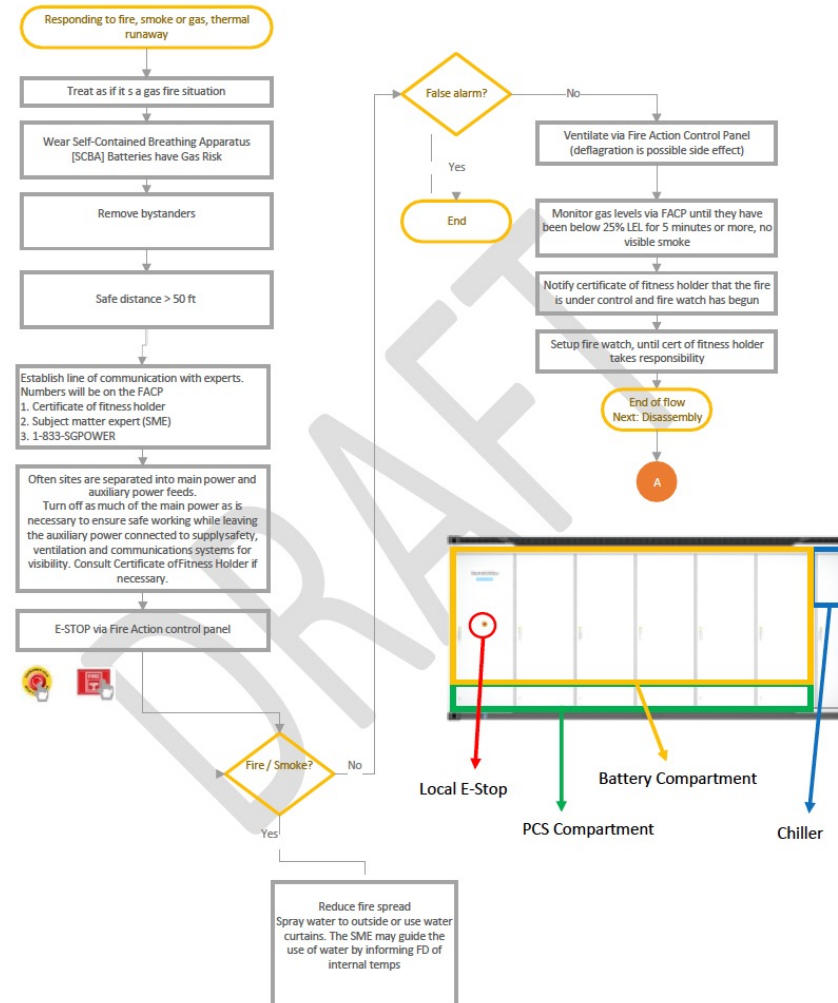 Responding to fire, smoke or gas, thermal
runaway
Treat as if it s a gas fire situation
Wear Self-Contained Breathing Apparatus
[SCBA] Batteries have Gas Risk
Remove bystanders
Safe distance > 50 ft
Establish line of communication with experts.
Numbers will be on the FACP
1. Certificate of fitness holder
2. Subject matter expert (SME)
3. 1-833-SGPOWER
Often sites are separated into main power and
auxiliary power feeds.
Turn off as much of the main power as is
necessary to ensure safe working while leaving
the auxiliary power connected to supply safety,
ventilation and communications systems for
visibility. Consult Certificate of Fitness Holder if
necessary.
E-STOP via Fire Action control panel
FIRE
Fire / Smoke?
No
Yes
Reduce fire spread
Spray water to outside or use water
curtains. The SME may guide the
use of water by informing FD of
internal temps
False alarm?
No
Yes
End
Ventilate via Fire Action Control Panel
(deflagration is possible side effect)
Monitor gas levels via FACP until they have
been below 25% LEL for 5 minutes or more, no
visible smoke
Notify certificate of fitness holder that the fire
is under control and fire watch has begun
Setup fire watch, until cert of fitness holder
takes responsibility
End of flow
Next: Disassembly
A
Local E-Stop
Battery Compartment
PCS Compartment
Chiller
DRAFT